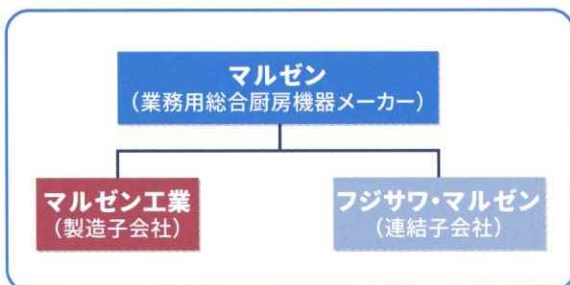 マルゼン
（業務用総合厨房機器メーカー）
マルゼン工業
（製造子会社）
フジサワ・マルゼン
（連結子会社）